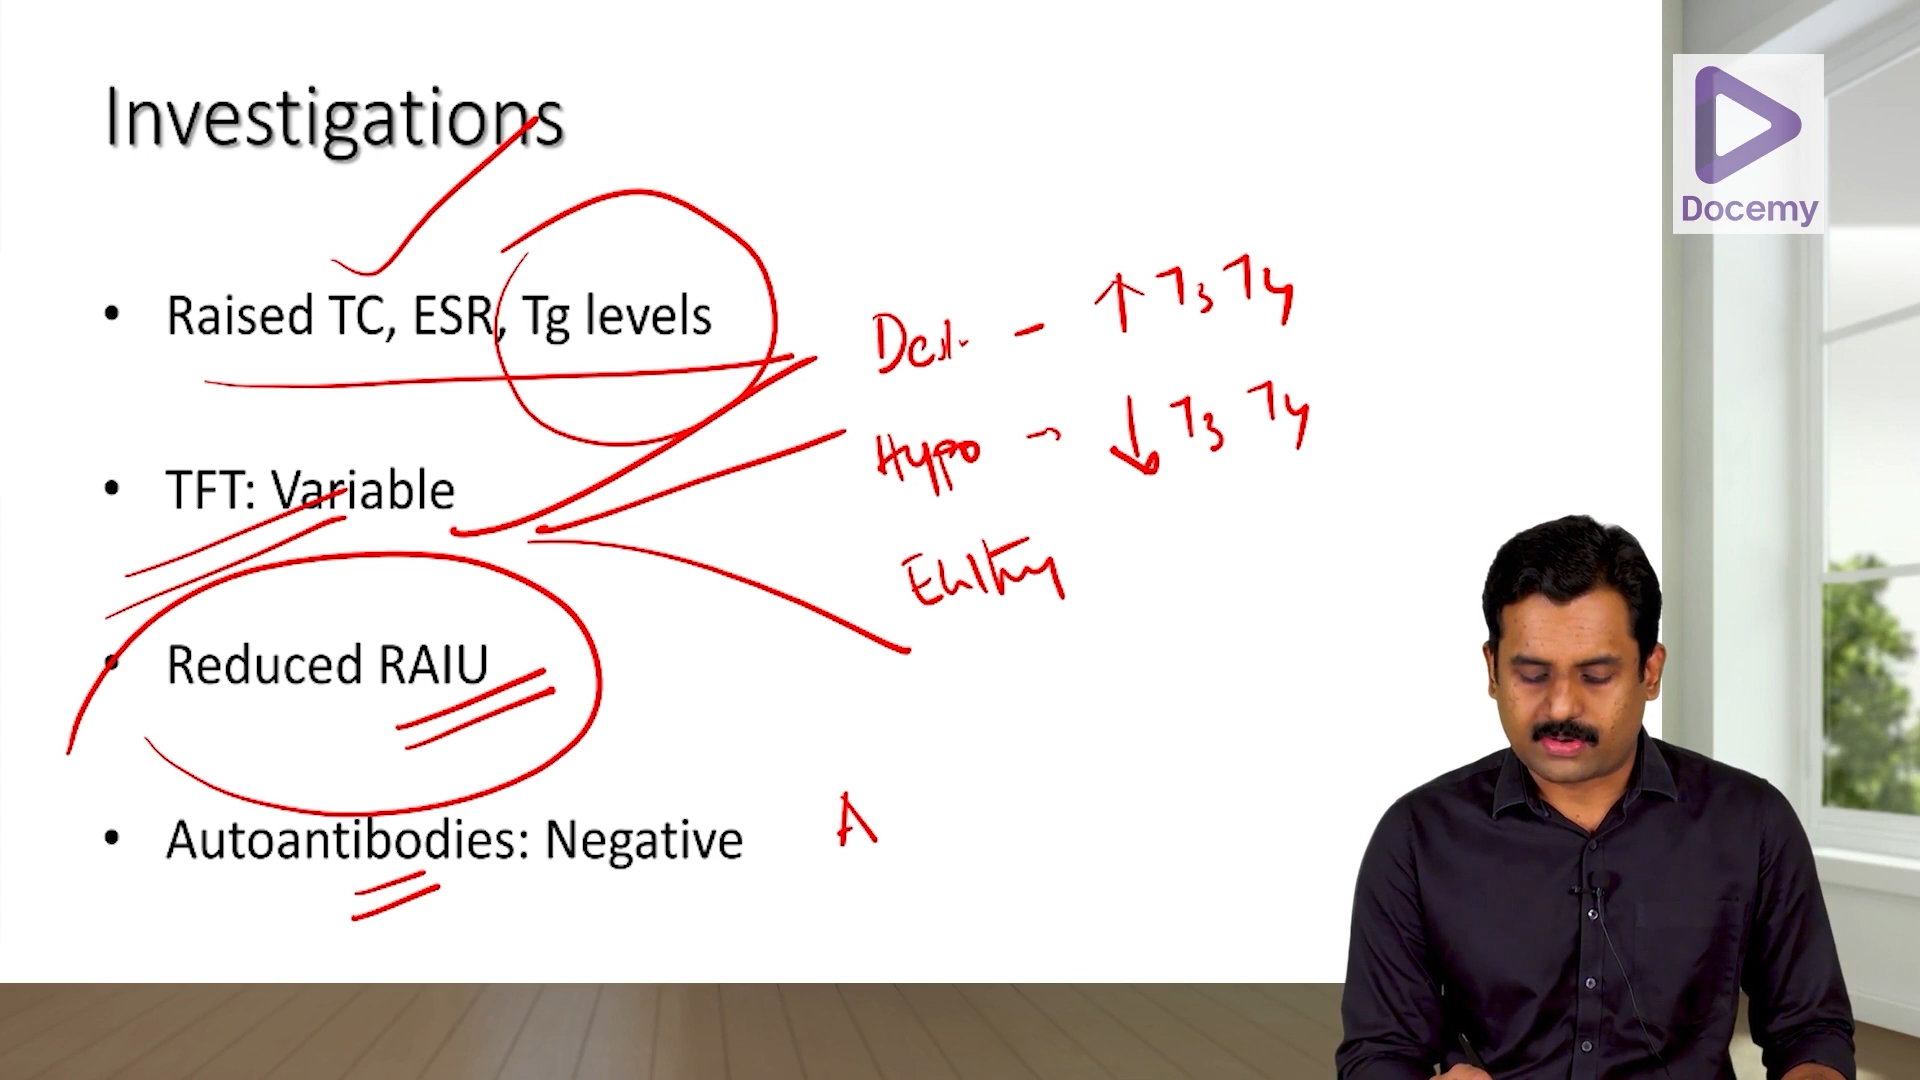 Investigations
Docemy
• Raised TC, ESR, Tg levels
↑ T3 T4
Hypo → ↓ T3 T4
• TFT: Variable
• Reduced RAIU
• Autoantibodies: Negative A